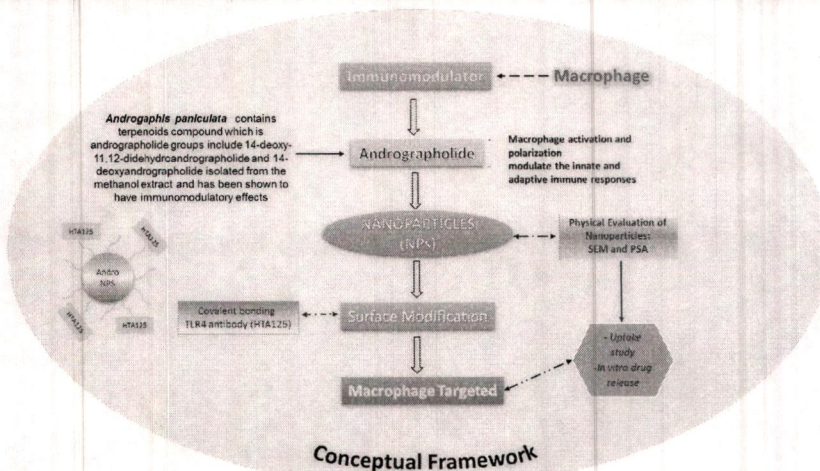 Immunomodulator
Macrophage
Andrographis paniculata contains
terpenoids compound which is
andrographolide groups include 14-deoxy-
11,12-didehydroandrographolide and 14-
deoxyandrographolide isolated from the
methanol extract and has been shown to
have immunomodulatory effects
Andrographolide
Macrophage activation and
polarization
modulate the innate and
adaptive immune responses
NANOPARTICLES
(NPs)
Physical Evaluation of
Nanoparticles:
SEM and PSA
HTA125
HTA125
Andro
NPS
HTA125
HTA125
Covalent bonding
TLR4 antibody (HTA125)
Surface Modification
- Uptake
study
-In vitro drug
release
Macrophage Targeted
Conceptual Framework